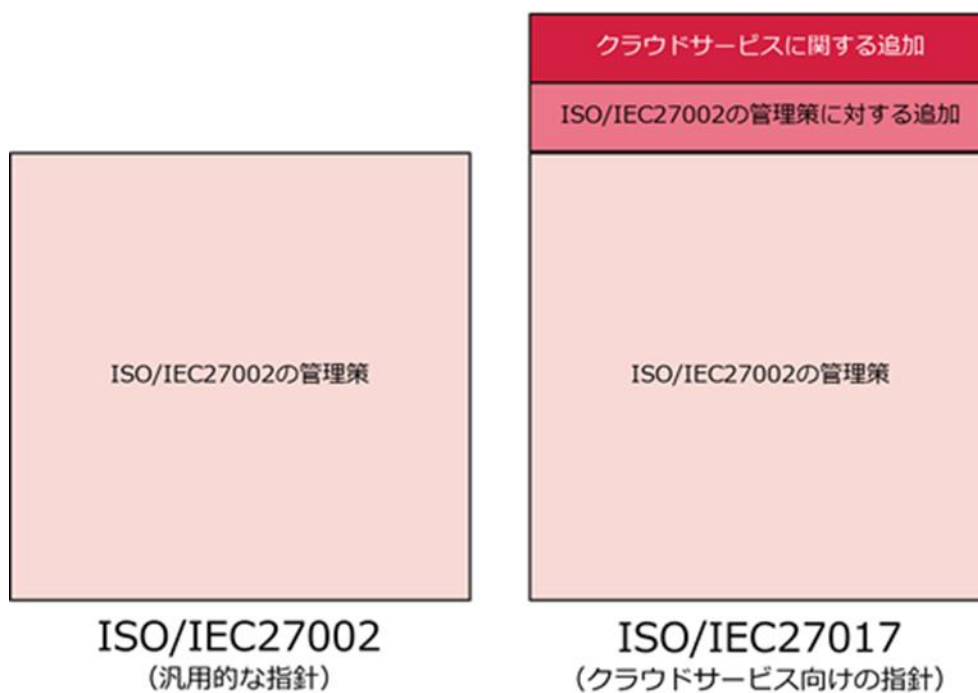 クラウドサービスに関する追加
ISO/IEC27002の管理策に対する追加
ISO/IEC27002の管理策
ISO/IEC27002の管理策
ISO/IEC27002
（汎用的な指針）
ISO/IEC27017
（クラウドサービス向けの指針）